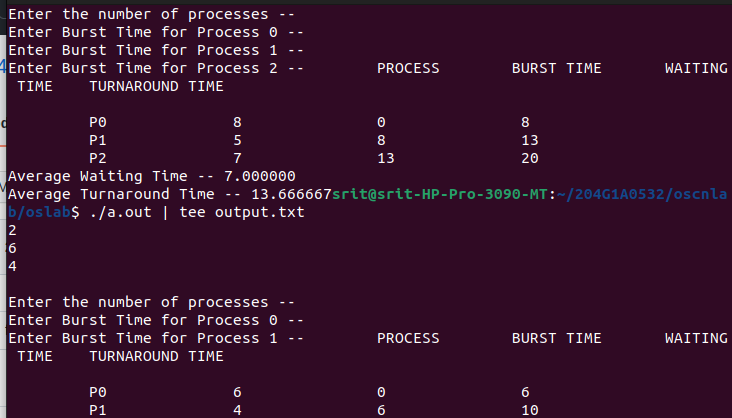 Enter the number of processes --
Enter Burst Time for Process 0 --
Enter Burst Time for Process 1 --
Enter Burst Time for Process 2 -- PROCESS BURST TIME WAITING
TIME TURNAROUND TIME
P0 8 0 8
P1 5 8 13
P2 7 13 20
Average Waiting Time -- 7.000000
Average Turnaround Time -- 13.666667srit@srit-HP-Pro-3090-MT:~/204G1A0532/oscnl
ab/oslab$ ./a.out | tee output.txt
2
6
4
Enter the number of processes --
Enter Burst Time for Process 0 --
Enter Burst Time for Process 1 -- PROCESS BURST TIME WAITING
TIME TURNAROUND TIME
P0 6 0 6
P1 4 6 10